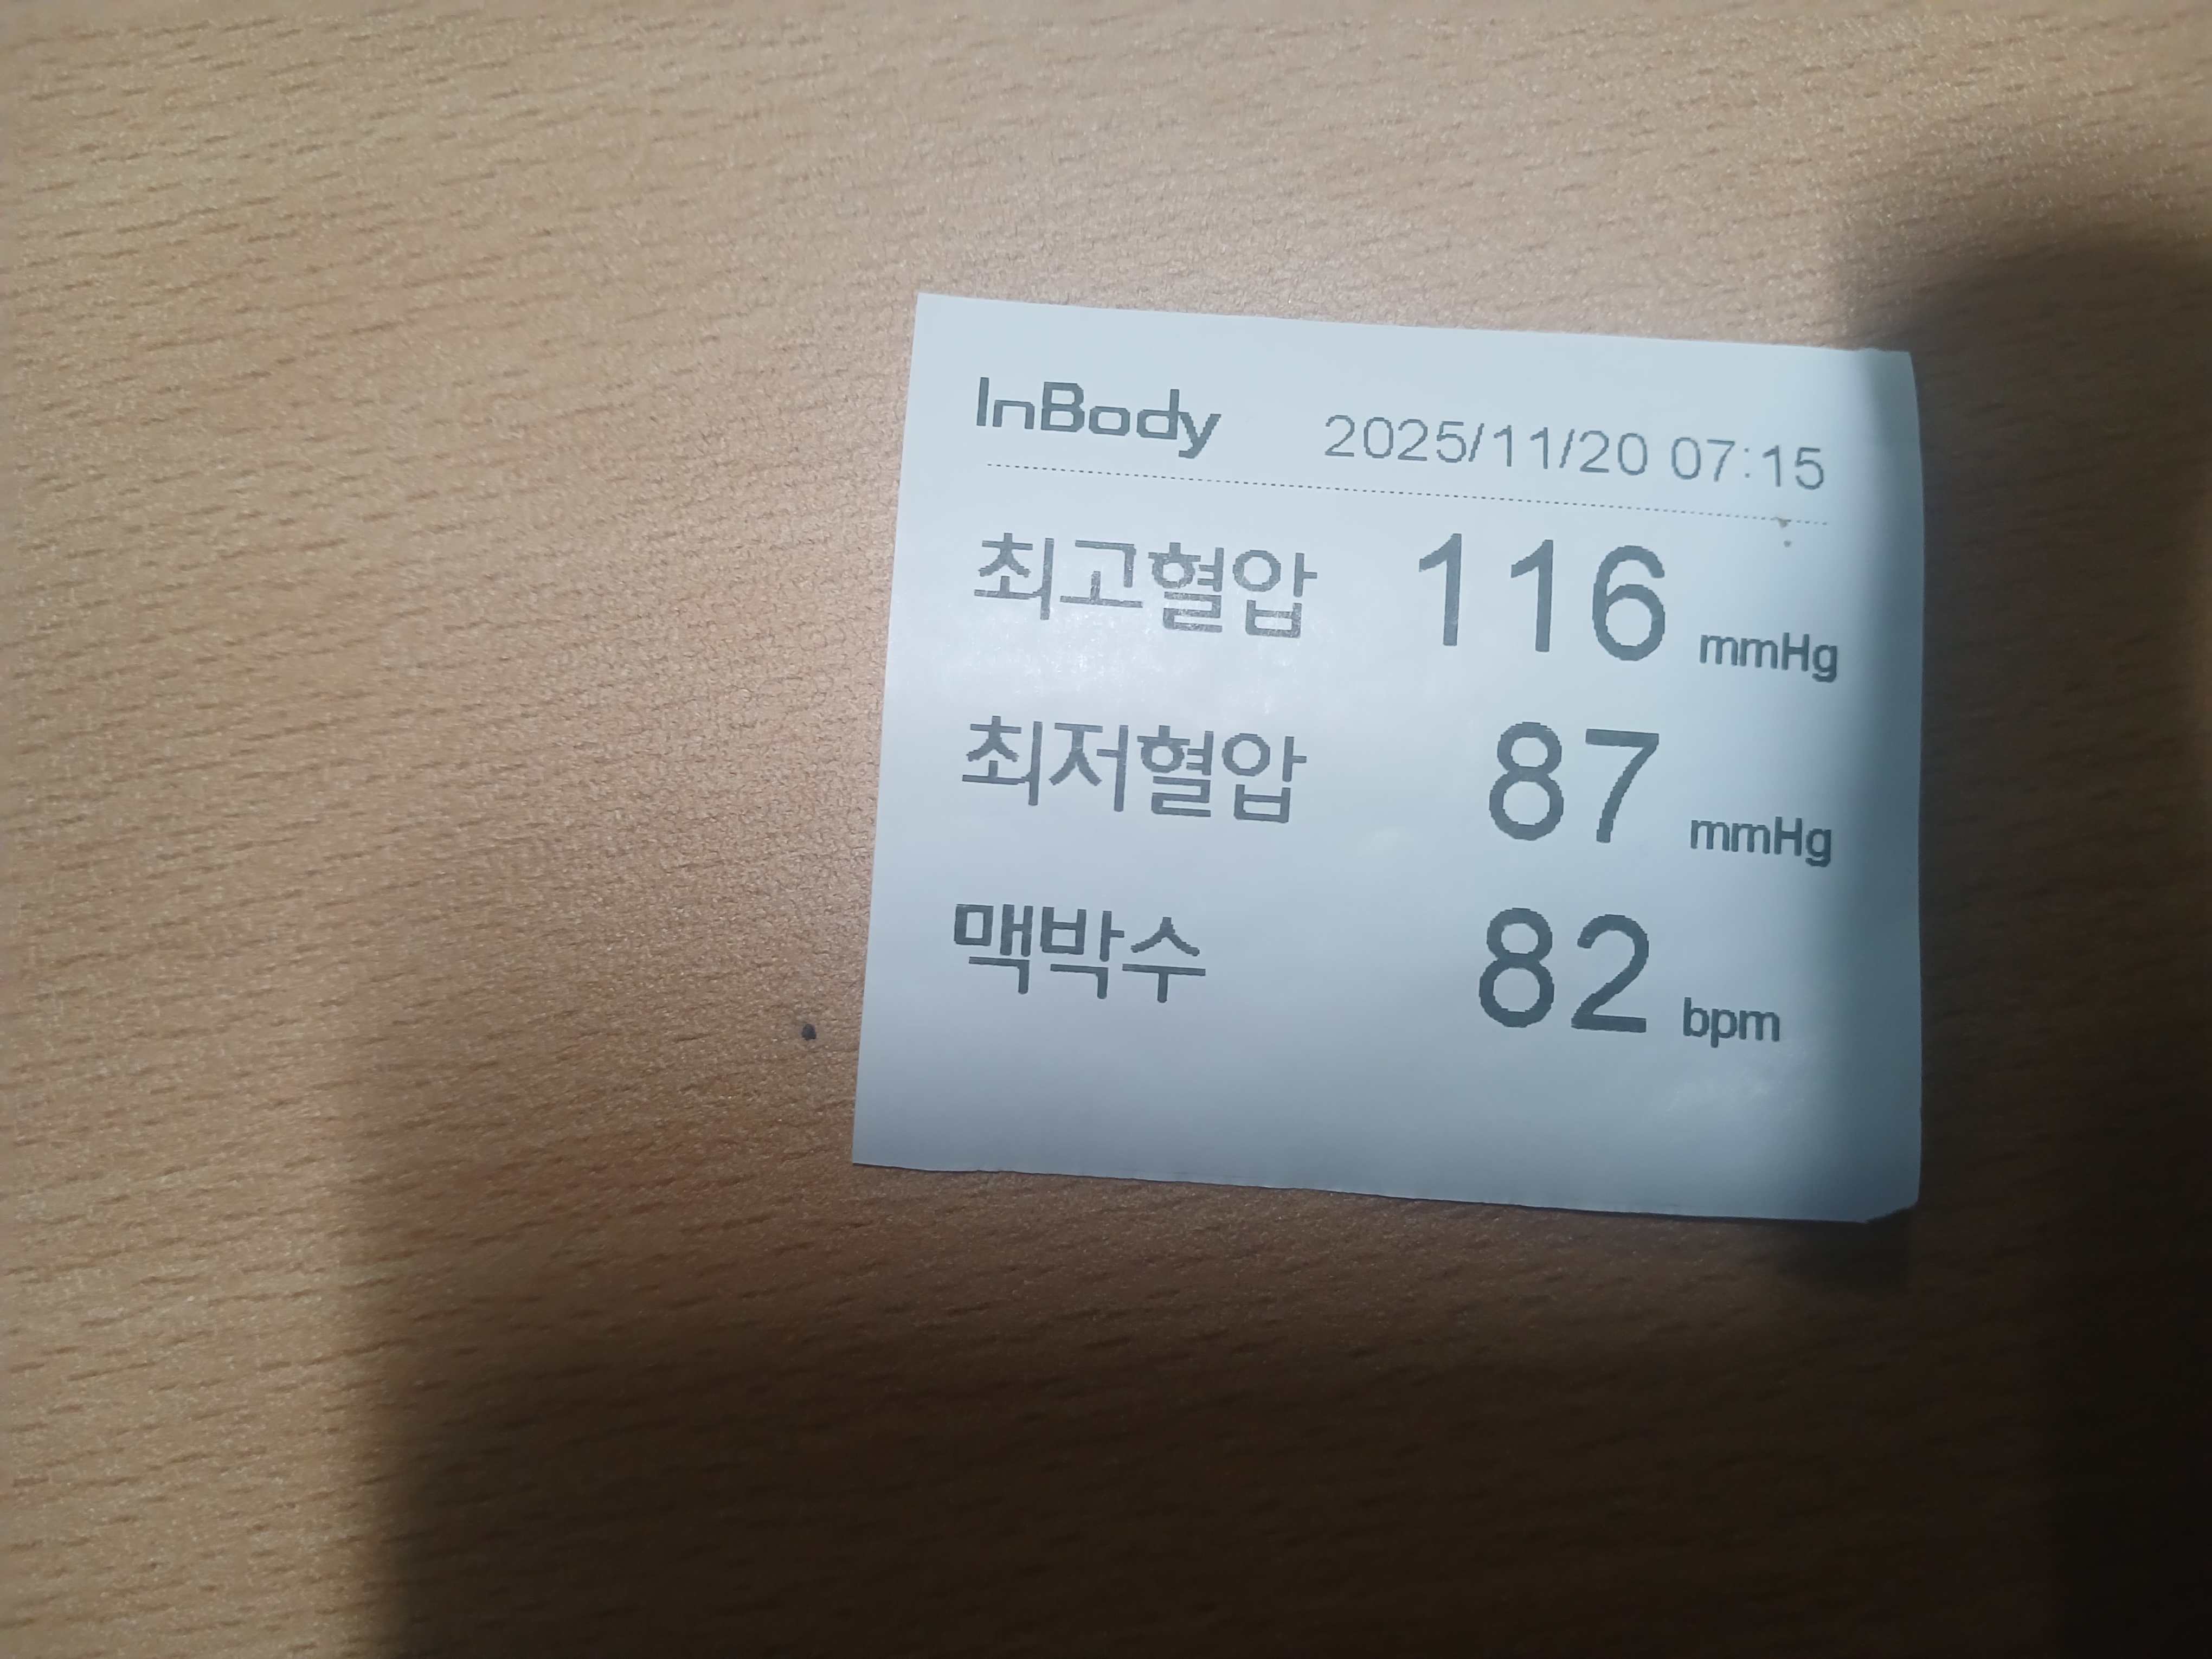 InBody 2025/11/20 07:15
최고혈압 116 mmHg
최저혈압 87 mmHg
맥박수 82 bpm